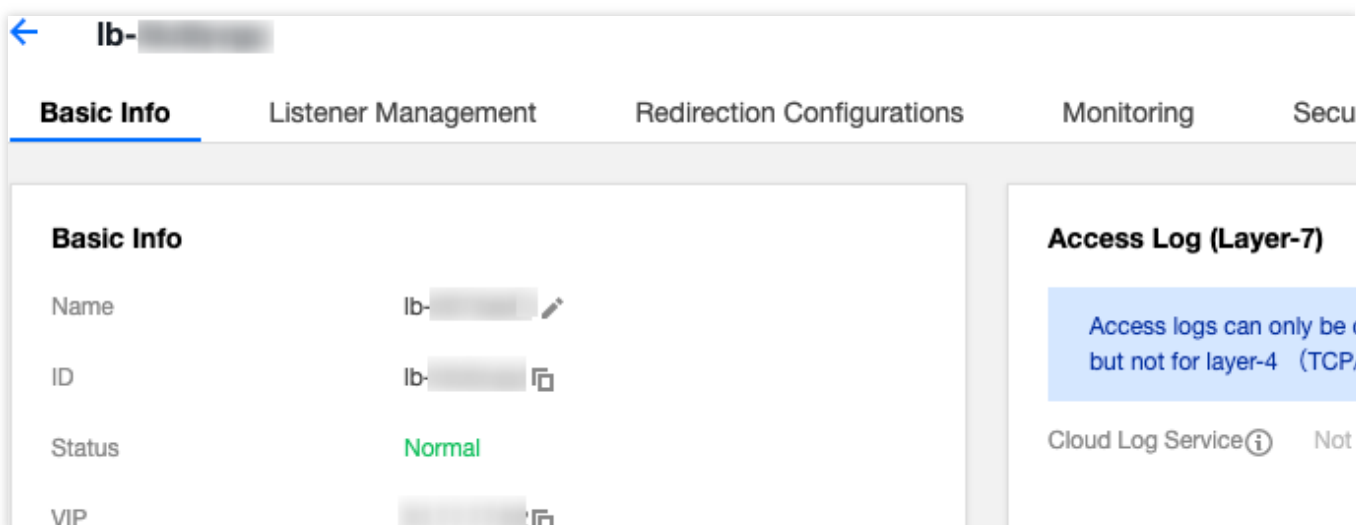 lb-
Basic Info
Listener Management
Redirection Configurations
Monitoring
Basic Info
Name
lb-
ID
lb-
Status
Normal
VIP
Access Log (Layer-7)
Access logs can only be
but not for layer-4 （TCP/
Cloud Log Service
Not